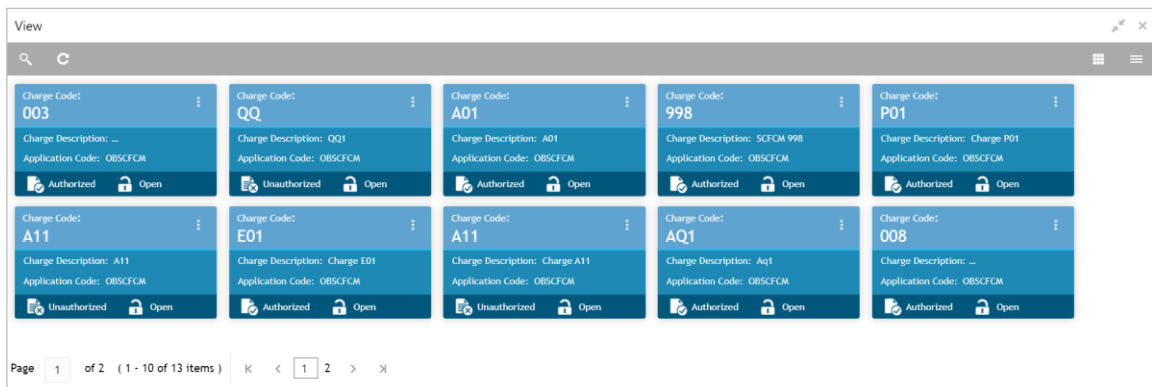 View
Charge Code:
003
Charge Description: ...
Application Code: OBSCFCM
Authorized Open
Charge Code:
QQ
Charge Description: QQ1
Application Code: OBSCFCM
Unauthorized Open
Charge Code:
A01
Charge Description: A01
Application Code: OBSCFCM
Authorized Open
Charge Code:
998
Charge Description: SCFCM 998
Application Code: OBSCFCM
Authorized Open
Charge Code:
P01
Charge Description: Charge P01
Application Code: OBSCFCM
Authorized Open
Charge Code:
A11
Charge Description: A11
Application Code: OBSCFCM
Unauthorized Open
Charge Code:
E01
Charge Description: Charge E01
Application Code: OBSCFCM
Authorized Open
Charge Code:
A11
Charge Description: Charge A11
Application Code: OBSCFCM
Unauthorized Open
Charge Code:
AQ1
Charge Description: Aq1
Application Code: OBSCFCM
Authorized Open
Charge Code:
008
Charge Description: ...
Application Code: OBSCFCM
Authorized Open
Page 1 of 2 ( 1 - 10 of 13 items ) 1 2